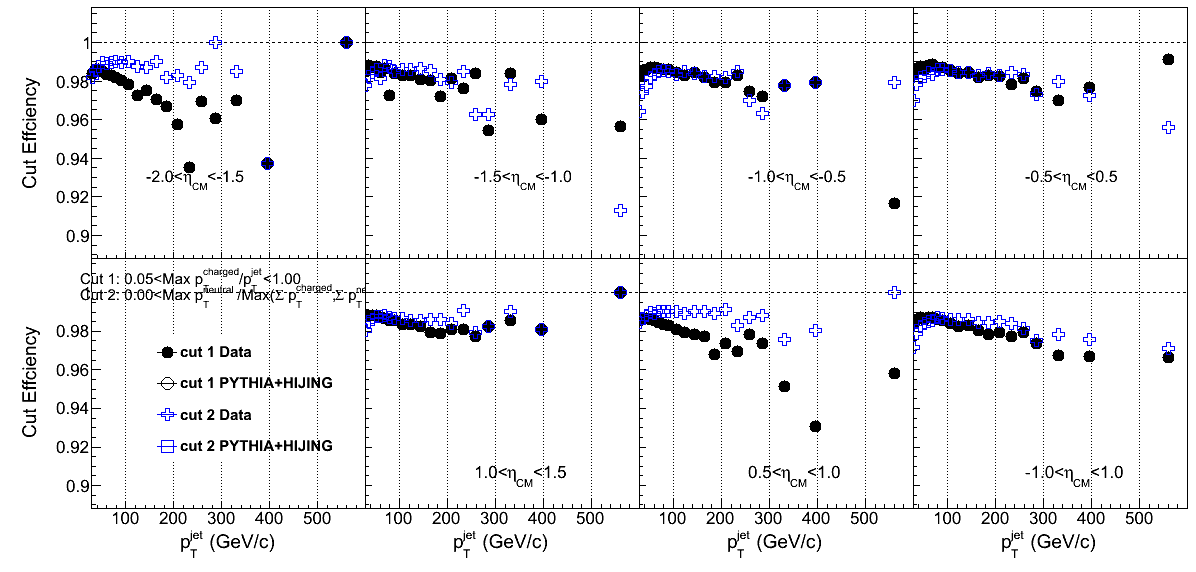 Cut Effciency
1
0.98
0.96
0.94
0.92
0.9
-2.0<η_CM<-1.5
-1.5<η_CM<-1.0
-1.0<η_CM<-0.5
-0.5<η_CM<0.5
Cut Effciency
Cut 1: 0.05<Max p_T^charged/p_T^jet<1.00
Cut 2: 0.00<Max p_T^neutral/Max(Σ p_T^charged,Σ p_T^ne
1
0.98
0.96
0.94
0.92
0.9
cut 1 Data
cut 1 PYTHIA+HIJING
cut 2 Data
cut 2 PYTHIA+HIJING
1.0<η_CM<1.5
0.5<η_CM<1.0
-1.0<η_CM<1.0
100 200 300 400 500
100 200 300 400 500
100 200 300 400 500
100 200 300 400 500
p_T^jet (GeV/c)
p_T^jet (GeV/c)
p_T^jet (GeV/c)
p_T^jet (GeV/c)